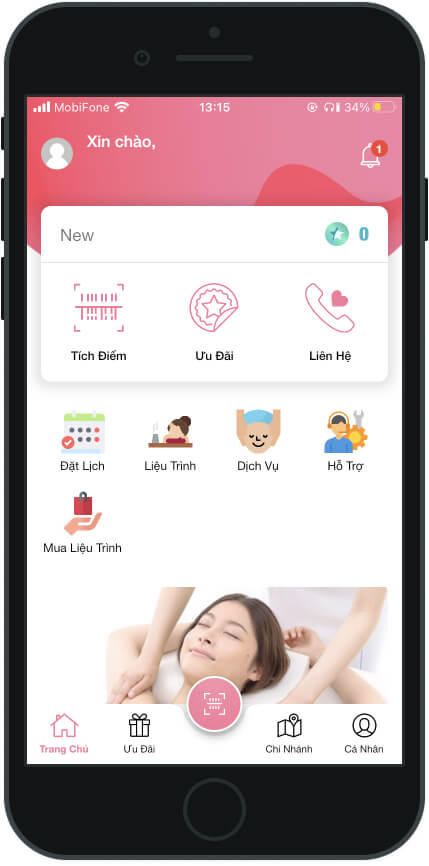 MobiFone
13:15
34%
Xin chào,
1
New
0
Tích Điểm
Ưu Đãi
Liên Hệ
Đặt Lịch
Liệu Trình
Dịch Vụ
Hỗ Trợ
Mua Liệu Trình
Trang Chủ
Ưu Đãi
Chi Nhánh
Cá Nhân